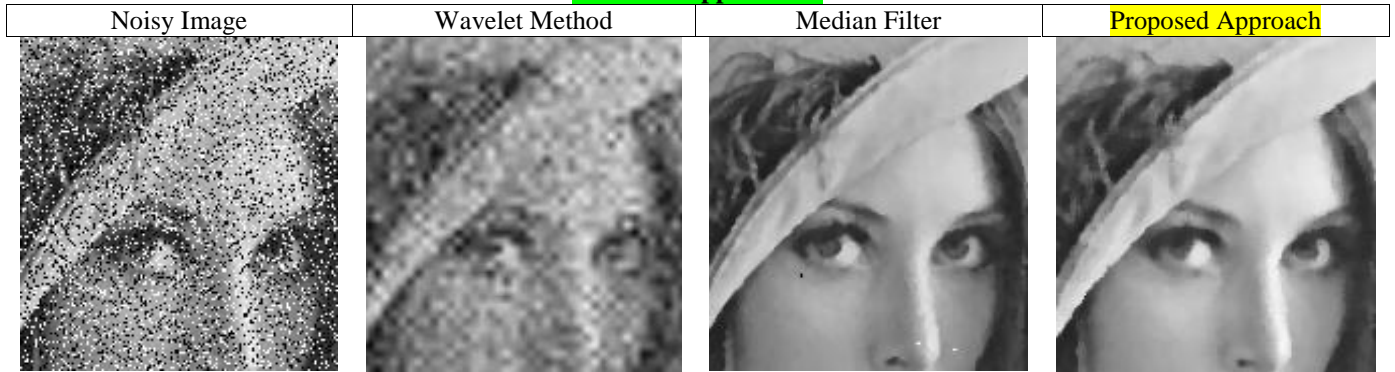 Noisy Image
Wavelet Method
Median Filter
Proposed Approach